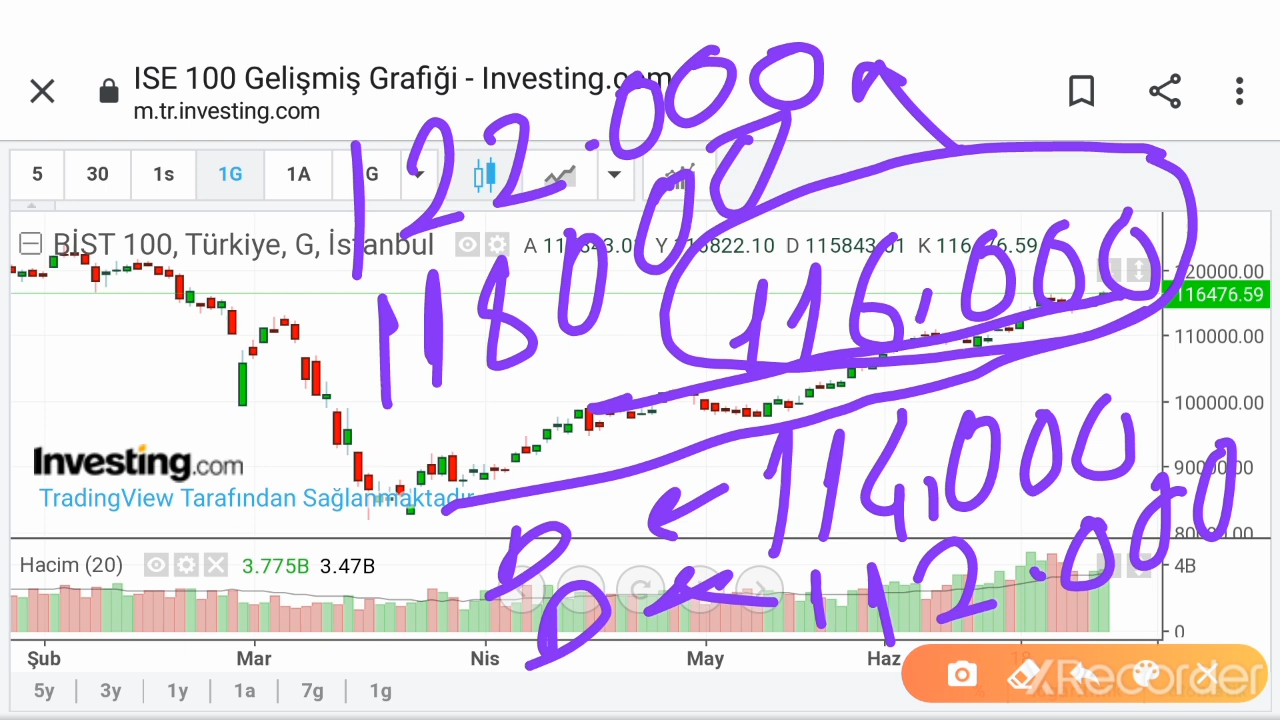 ISE 100 Gelişmiş Grafiği - Investing.com
m.tr.investing.com
5 30 1s 1G 1A G
122.000
BİST 100, Türkiye, G, İstanbul
118000
116.000
120000.00
116476.59
110000.00
100000.00
90000.00
Investing.com
TradingView Tarafından Sağlanmaktadır
114.000
D
112.000
D
Hacim (20) 3.775B 3.47B
4B
0
Şub Mar Nis May Haz 18
5y 3y 1y 1a 7g 1g
XRecorder